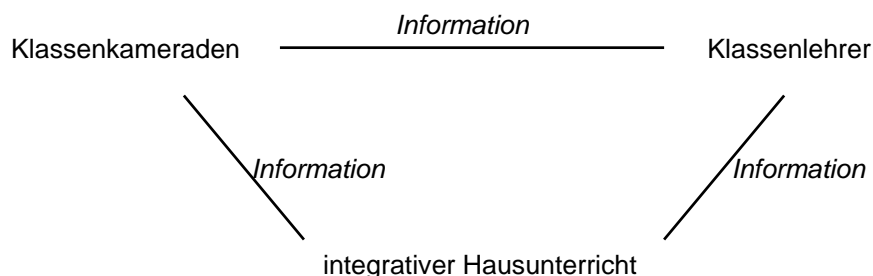 Information
Klassenkameraden Klassenlehrer
Information Information
integrativer Hausunterricht